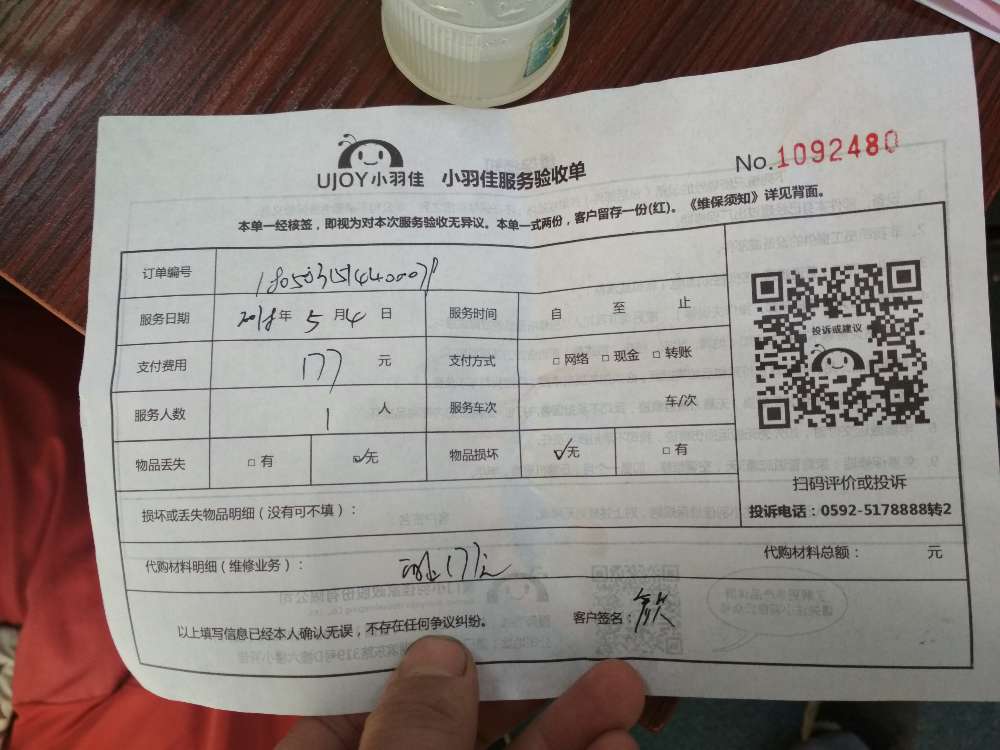 UJOY小羽佳 小羽佳服务验收单
No.1092480
本单一经核签，即视为对本次服务验收无异议。本单一式两份，客户留存一份(红)。《维保须知》详见背面。
订单编号
服务日期 2018年 5月4日 服务时间 自 至 止
支付费用 177 元 支付方式 □网络 □现金 □转账
服务人数 1 人 服务车次 车/次
物品丢失 □有 ☑无 物品损坏 ☑无 □有
投诉或建议
扫码评价或投诉
投诉电话：0592-5178888转2
损坏或丢失物品明细（没有可不填）：
代购材料明细（维修业务）： 177元 代购材料总额： 元
以上填写信息已经本人确认无误，不存在任何争议纠纷。 客户签名：